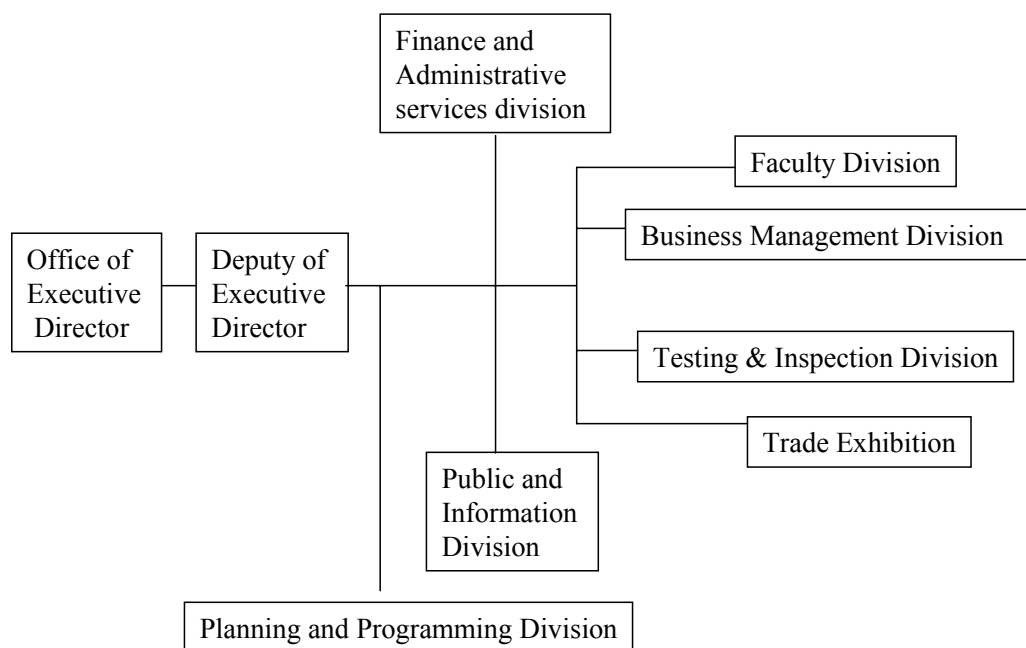 Finance and
Administrative
services division
Faculty Division
Business Management Division
Office of
Executive
Director
Deputy of
Executive
Director
Testing & Inspection Division
Trade Exhibition
Public and
Information
Division
Planning and Programming Division